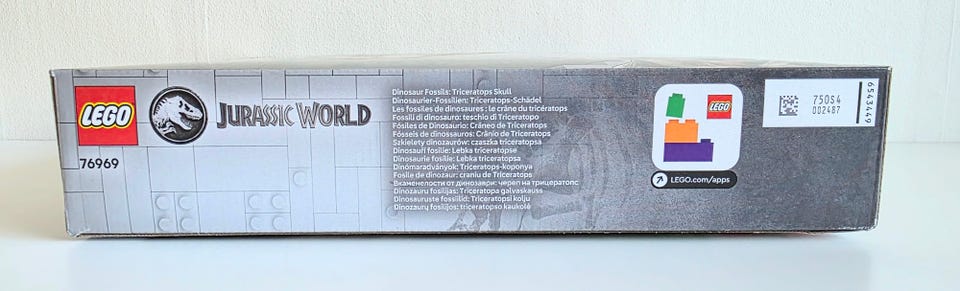 LEGO
76969
JURASSIC WORLD
Dinosaur Fossils: Triceratops Skull
Dinosaurier-Fossilien: Triceratops-Schädel
Les fossiles de dinosaures : le crâne du tricératops
Fossili di dinosauro: teschio di Triceratopo
Fósiles de Dinosaurio: Cráneo de Triceratops
Fósseis de dinossauros: Crânio de Triceratops
Szkielety dinozaurów: czaszka triceratopsa
Dinosauří fosilie: Lebka triceratopse
Dinosaurie fosílie: Lebka triceratopsa
Dinómaradványok: Triceratops-koponya
Fosile de dinozaur: craniu de Triceratops
Вкаменелости от динозаври: череп на трицератопс
Dinozauru fosilijas: Triceratopa galvaskauss
Dinosauruste fossiilid: Triceratopsi kolju
Dinozaurų fosilijos: triceratopso kaukolė
LEGO
LEGO.com/apps
750S4
002487
6543449